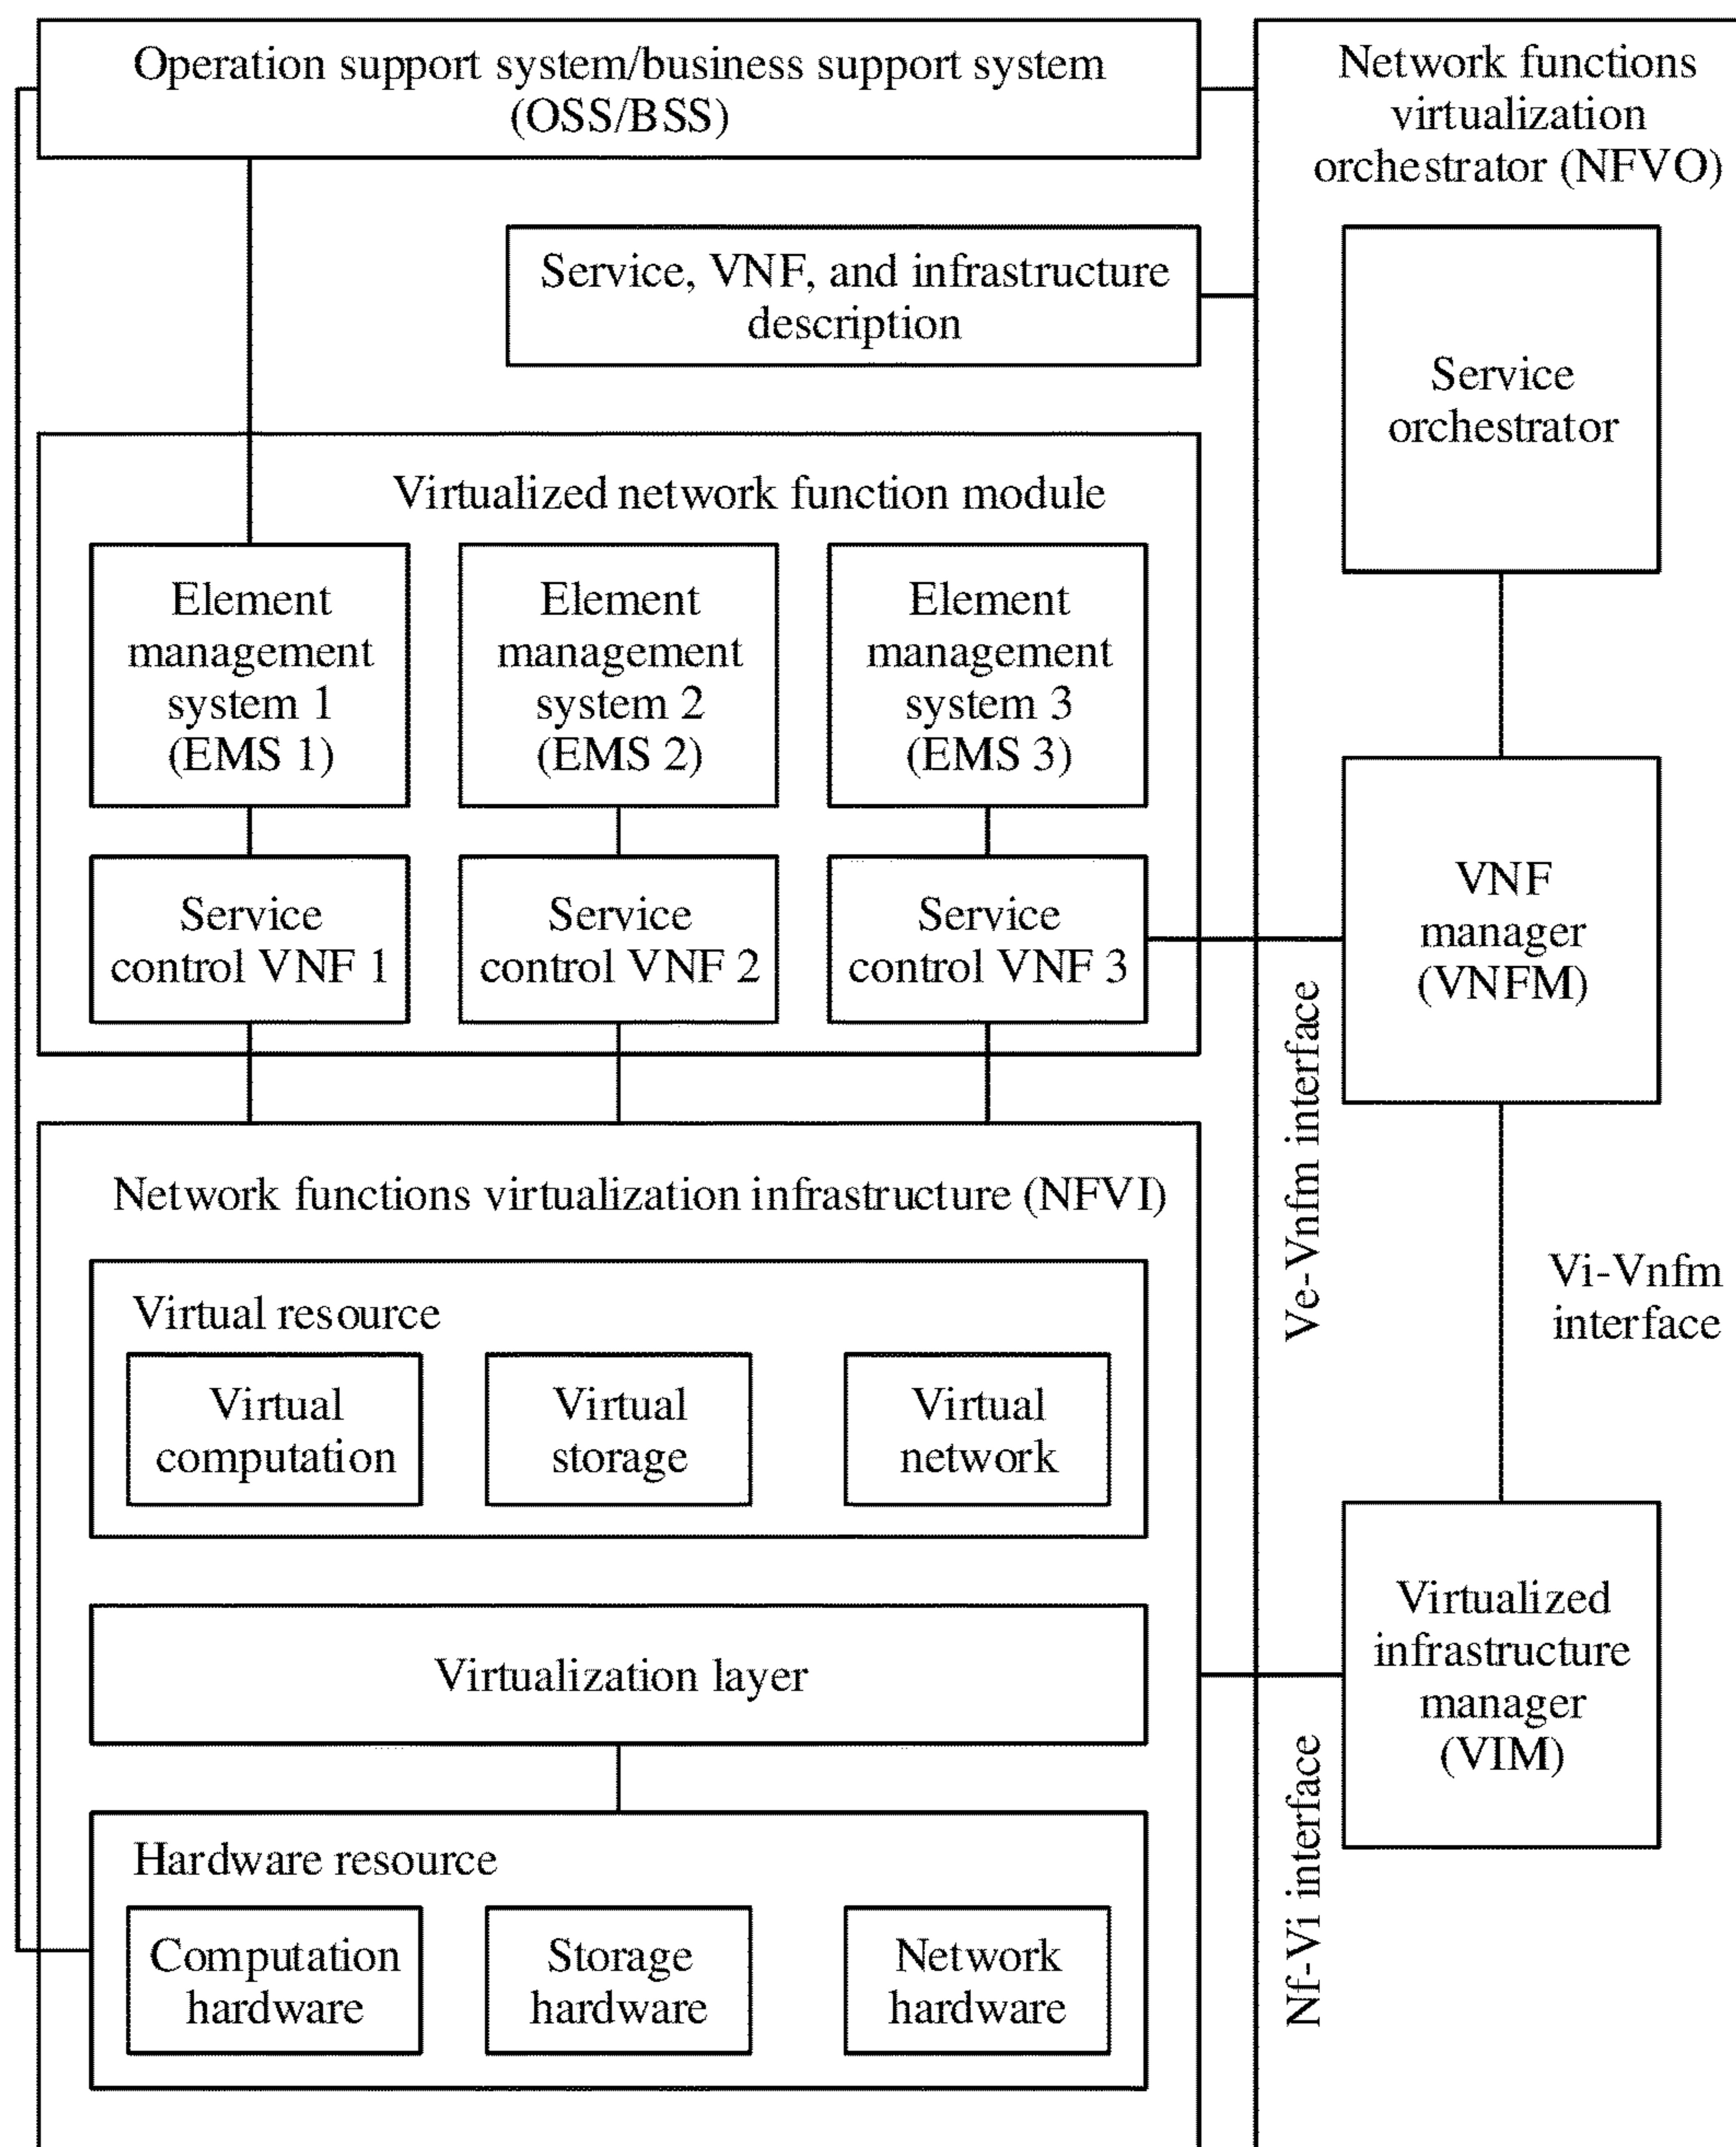 Operation support system/business support system
(OSS/BSS)
Network functions
virtualization
orchestrator (NFVO)
Service, VNF, and infrastructure
description
Service
orchestrator
Virtualized network function module
Element
management
system 1
(EMS 1)
Element
management
system 2
(EMS 2)
Element
management
system 3
(EMS 3)
Service
control VNF 1
Service
control VNF 2
Service
control VNF 3
VNF
manager
(VNFM)
Ve-Vnfm interface
Vi-Vnfm
interface
Network functions virtualization infrastructure (NFVI)
Virtual resource
Virtual
computation
Virtual
storage
Virtual
network
Virtualization layer
Virtualized
infrastructure
manager
(VIM)
Nf-Vi interface
Hardware resource
Computation
hardware
Storage
hardware
Network
hardware